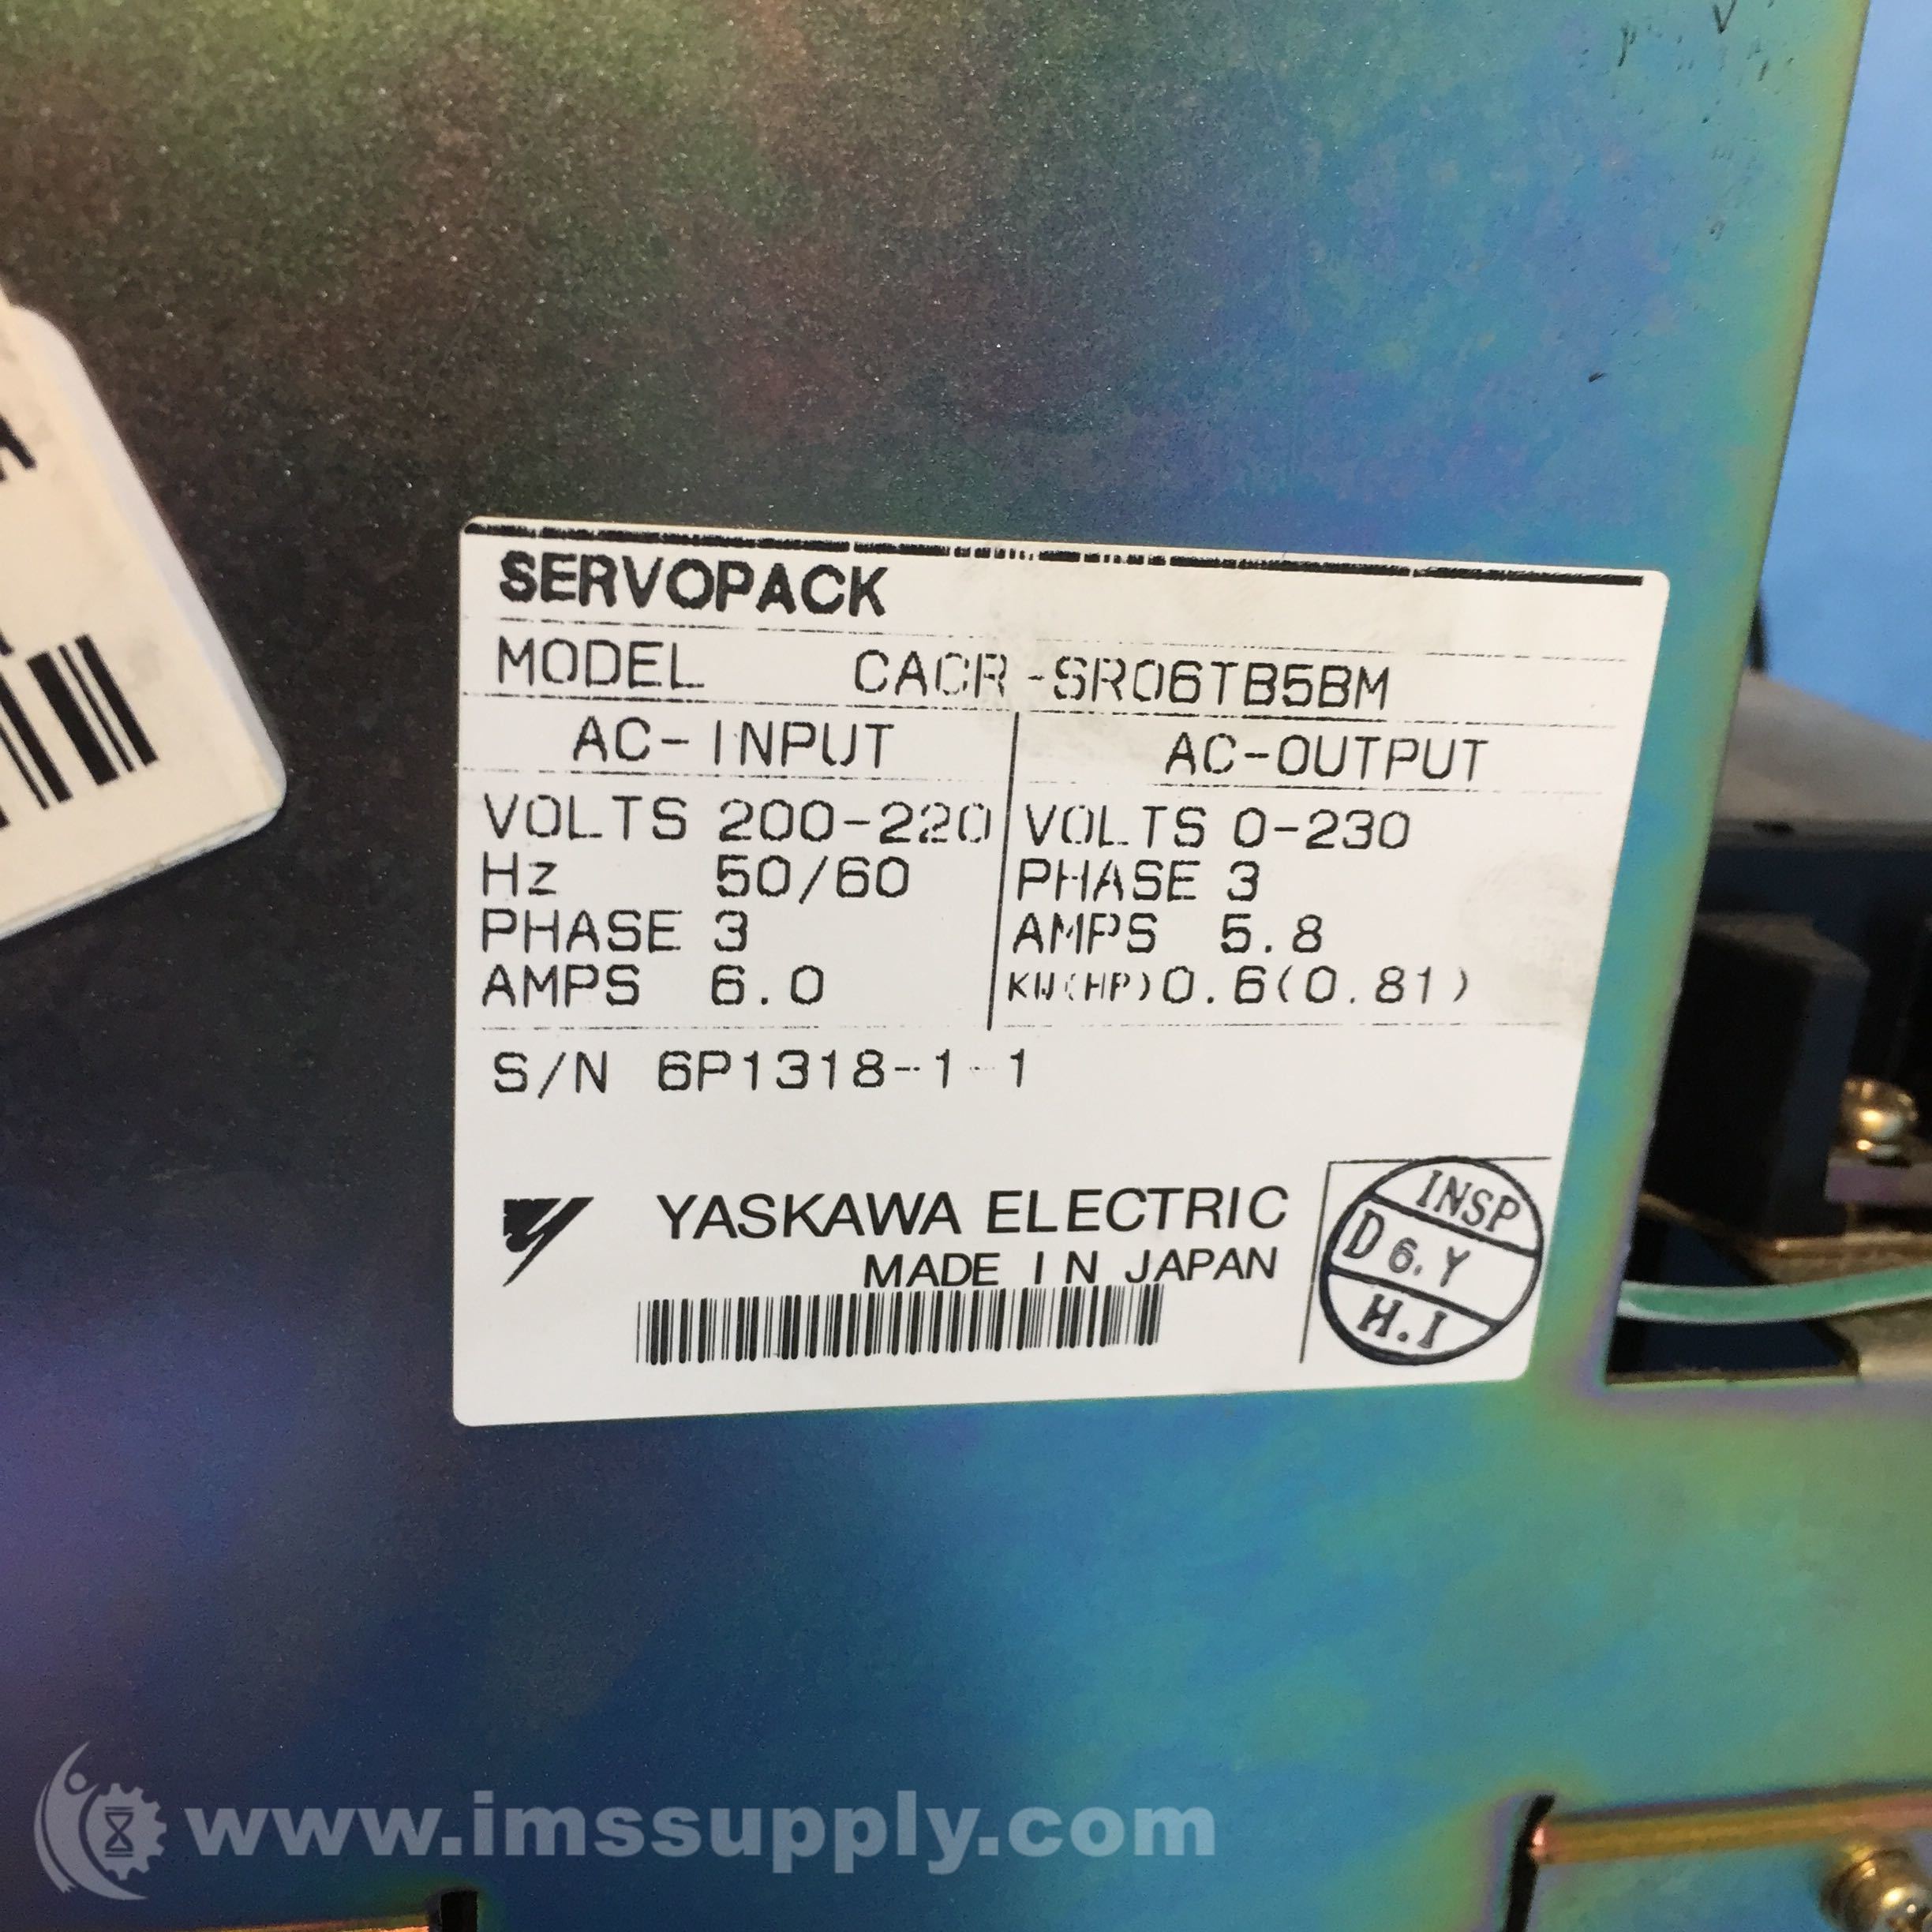 SERVOPACK
MODEL CACR-SR06TB5BM
AC-INPUT AC-OUTPUT
VOLTS 200-220 VOLTS 0-230
Hz 50/60 PHASE 3
PHASE 3 AMPS 5.8
AMPS 6.0 KW(HP)0.6(0.81)
S/N 6P1318-1-1
YASKAWA ELECTRIC
MADE IN JAPAN
INSP
D 6.Y
H.I
www.imssupply.com